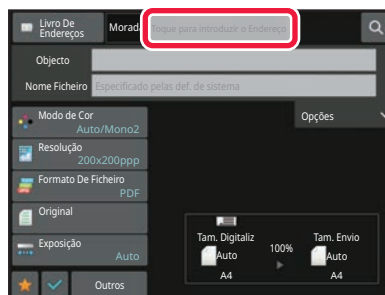 Livro De
Endereços
Morad
Toque para introduzir o Endereço
Objecto
Nome Ficheiro
Especificado pelas def. de sistema
Modo de Cor
Auto/Mono2
Opções
Resolução
200x200ppp
Formato De Ficheiro
PDF
Original
Exposição
Auto
Tam. Digitaliz
100%
Tam. Envio
Auto
Auto
A4
A4
Outros